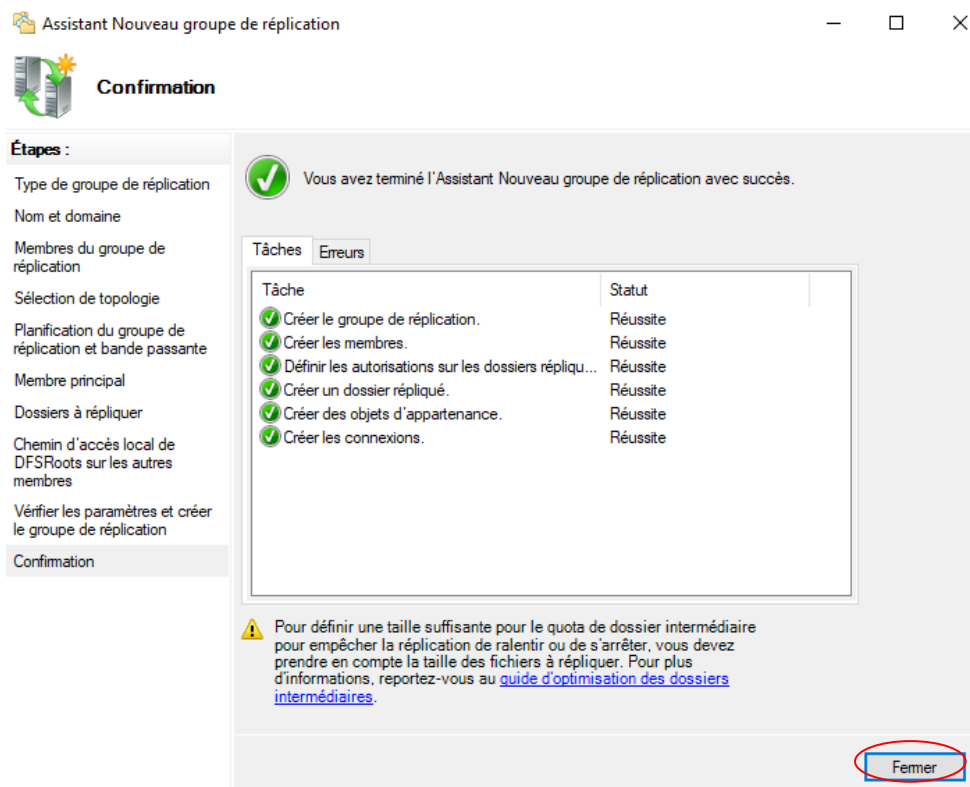 Assistant Nouveau groupe de réplication
Confirmation
Étapes :
Type de groupe de réplication
Nom et domaine
Membres du groupe de
réplication
Sélection de topologie
Planification du groupe de
réplication et bande passante
Membre principal
Dossiers à répliquer
Chemin d'accès local de
DFSRoots sur les autres
membres
Vérifier les paramètres et créer
le groupe de réplication
Confirmation
Vous avez terminé l'Assistant Nouveau groupe de réplication avec succès.
Tâches Erreurs
Tâche Statut
Créer le groupe de réplication. Réussite
Créer les membres. Réussite
Définir les autorisations sur les dossiers répliqu... Réussite
Créer un dossier répliqué. Réussite
Créer des objets d'appartenance. Réussite
Créer les connexions. Réussite
Pour définir une taille suffisante pour le quota de dossier intermédiaire
pour empêcher la réplication de ralentir ou de s'arrêter, vous devez
prendre en compte la taille des fichiers à répliquer. Pour plus
d'informations, reportez-vous au guide d'optimisation des dossiers
intermédiaires.
Fermer